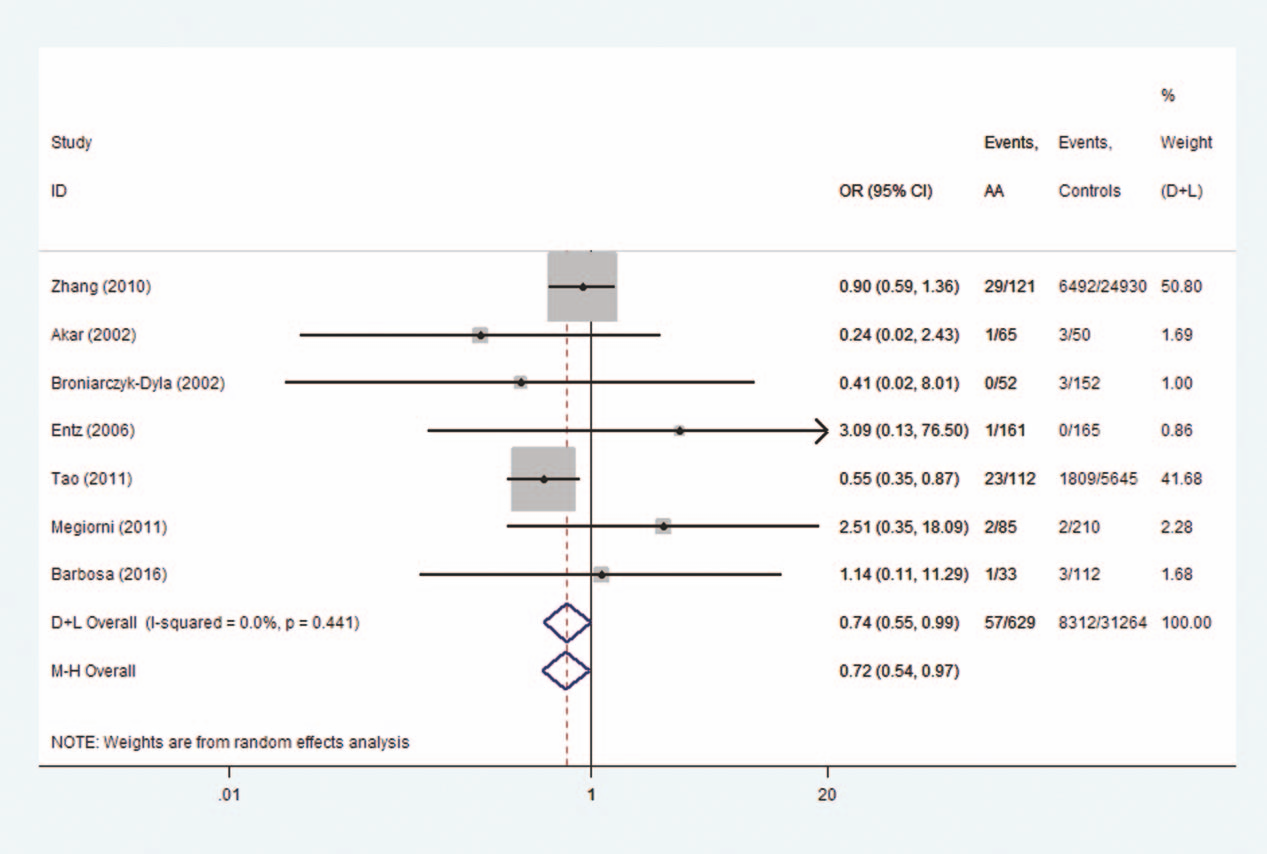 %
Study Events, Events, Weight
ID OR (95% CI) AA Controls (D+L)
Zhang (2010) 0.90 (0.59, 1.36) 29/121 6492/24930 50.80
Akar (2002) 0.24 (0.02, 2.43) 1/65 3/50 1.69
Broniarczyk-Dyla (2002) 0.41 (0.02, 8.01) 0/52 3/152 1.00
Entz (2006) 3.09 (0.13, 76.50) 1/161 0/165 0.86
Tao (2011) 0.55 (0.35, 0.87) 23/112 1809/5645 41.68
Megiorni (2011) 2.51 (0.35, 18.09) 2/85 2/210 2.28
Barbosa (2016) 1.14 (0.11, 11.29) 1/33 3/112 1.68
D+L Overall (I-squared = 0.0%, p = 0.441) 0.74 (0.55, 0.99) 57/629 8312/31264 100.00
M-H Overall 0.72 (0.54, 0.97)
NOTE: Weights are from random effects analysis
.01 1 20